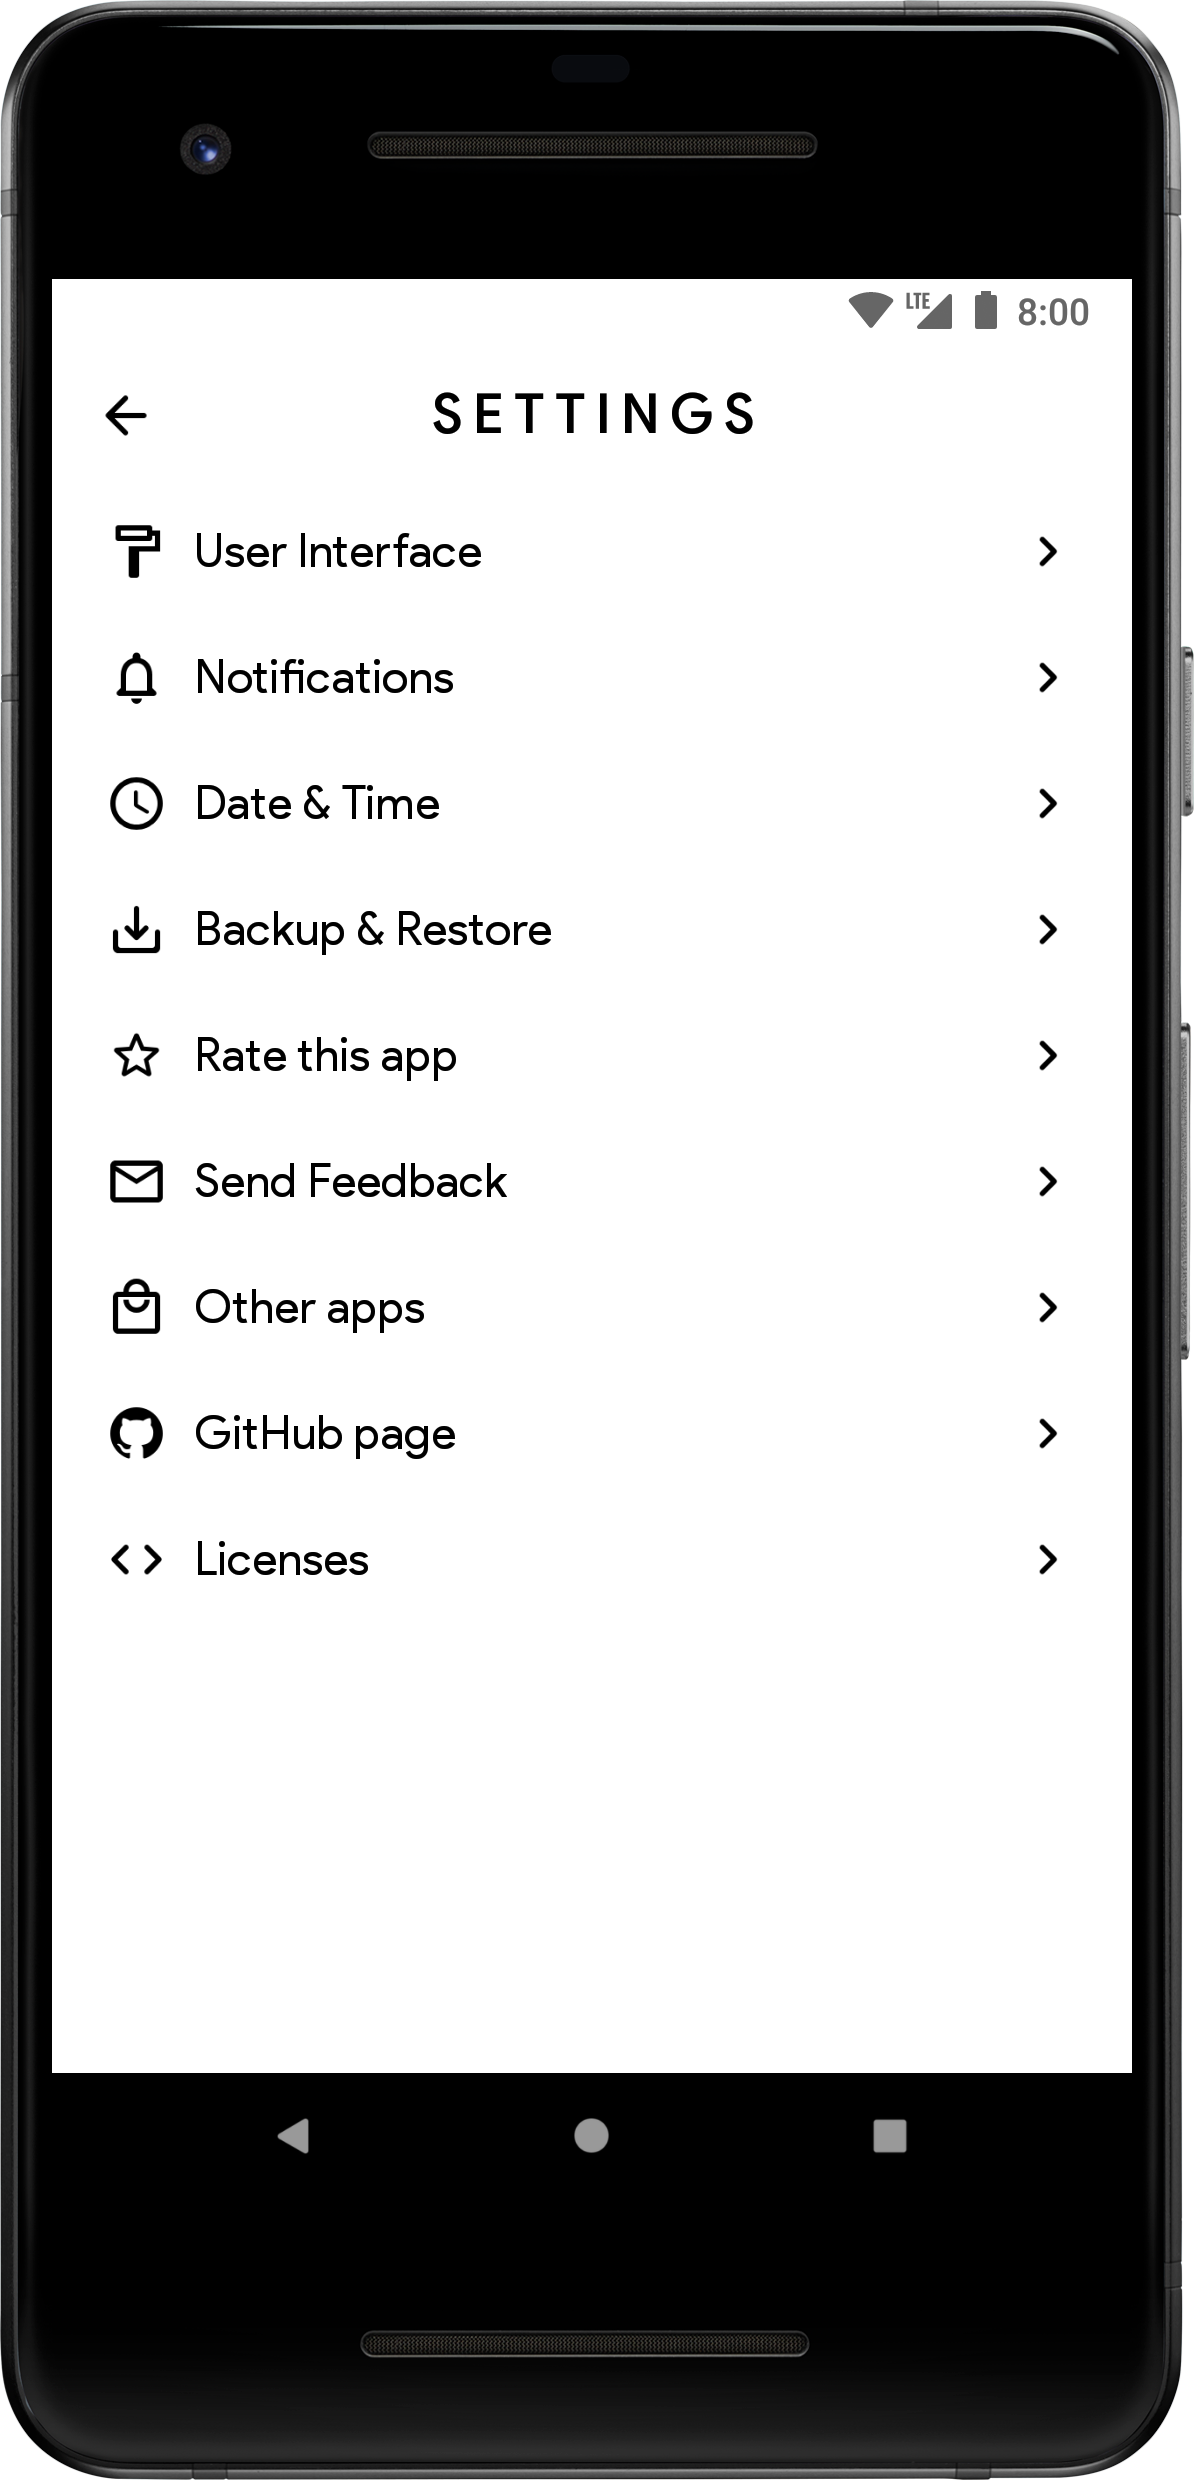 LTE 8:00
SETTINGS
User Interface
Notifications
Date & Time
Backup & Restore
Rate this app
Send Feedback
Other apps
GitHub page
Licenses